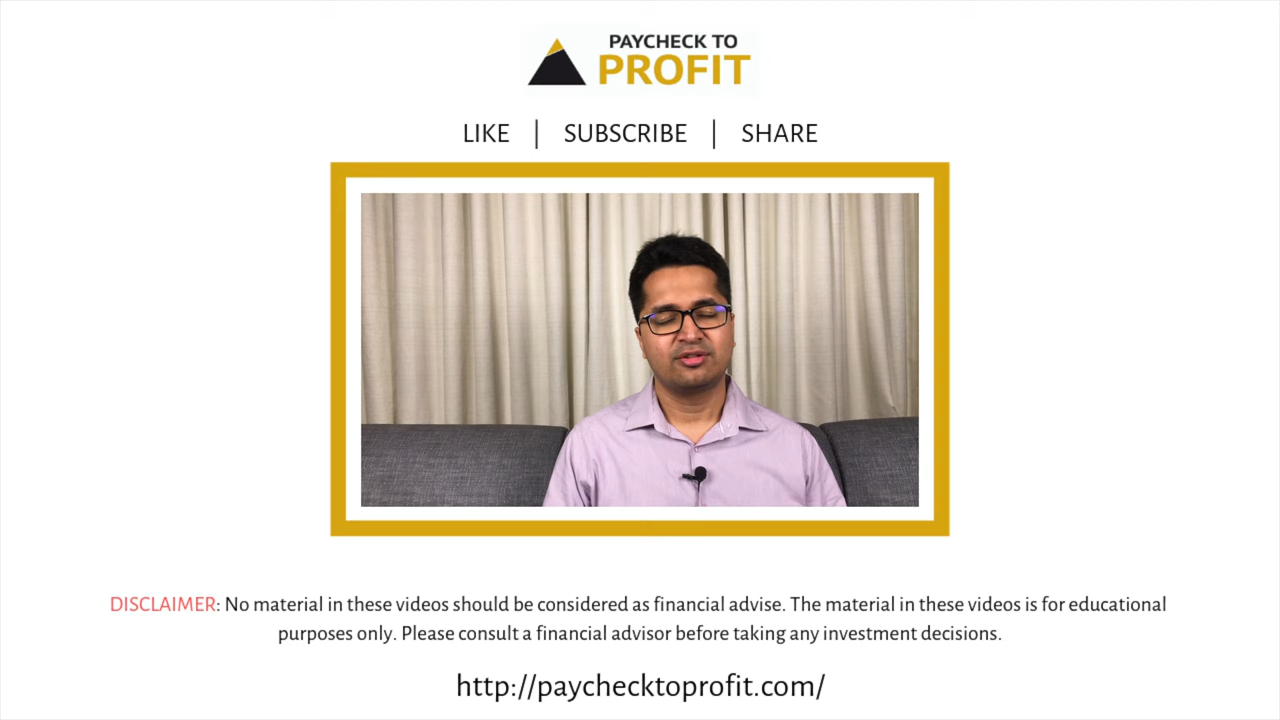 PAYCHECK TO
PROFIT
LIKE | SUBSCRIBE | SHARE
DISCLAIMER: No material in these videos should be considered as financial advise. The material in these videos is for educational
purposes only. Please consult a financial advisor before taking any investment decisions.
http://paychecktoprofit.com/